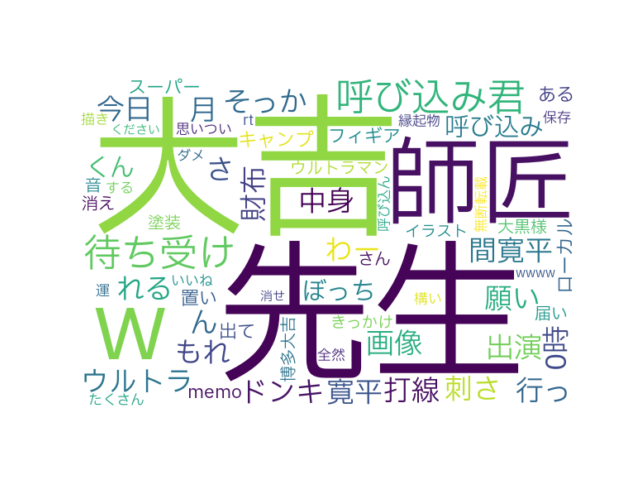 スーパー
描き
ください
今日
月
そっか
rt
思いつい
呼び込み君
縁起物
ある
保存
呼び込み
キャンプ
フィギア
ウルトラマン
大吉
師匠
くん
ダメ
さ
音
する
消え
財布
中身
呼び込ん
無断転載
塗装
イラスト
大黒様
ローカル
待ち受け
わー
さん
間寛平
wwww
先生
W
運
れる
いいね
置い
ん
出て
もれ
消せ
ぼっち
きっかけ
博多大吉
全然
構い
願い
届い
画像
出演
0時
ウルトラ
たくさん
memo
ドンキ
寛平
打線
刺さ
行っ